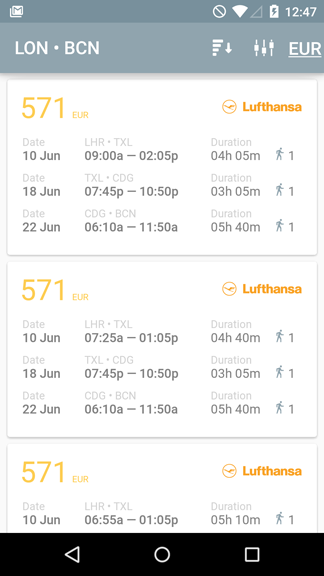 12:47
LON • BCN EUR
571 EUR Lufthansa
Date LHR • TXL Duration
10 Jun 09:00a — 02:05p 04h 05m 1
Date TXL • CDG Duration
18 Jun 07:45p — 10:50p 03h 05m 1
Date CDG • BCN Duration
22 Jun 06:10a — 11:50a 05h 40m 1
571 EUR Lufthansa
Date LHR • TXL Duration
10 Jun 07:25a — 01:05p 04h 40m 1
Date TXL • CDG Duration
18 Jun 07:45p — 10:50p 03h 05m 1
Date CDG • BCN Duration
22 Jun 06:10a — 11:50a 05h 40m 1
571 EUR Lufthansa
Date LHR • TXL Duration
10 Jun 06:55a — 01:05p 05h 10m 1